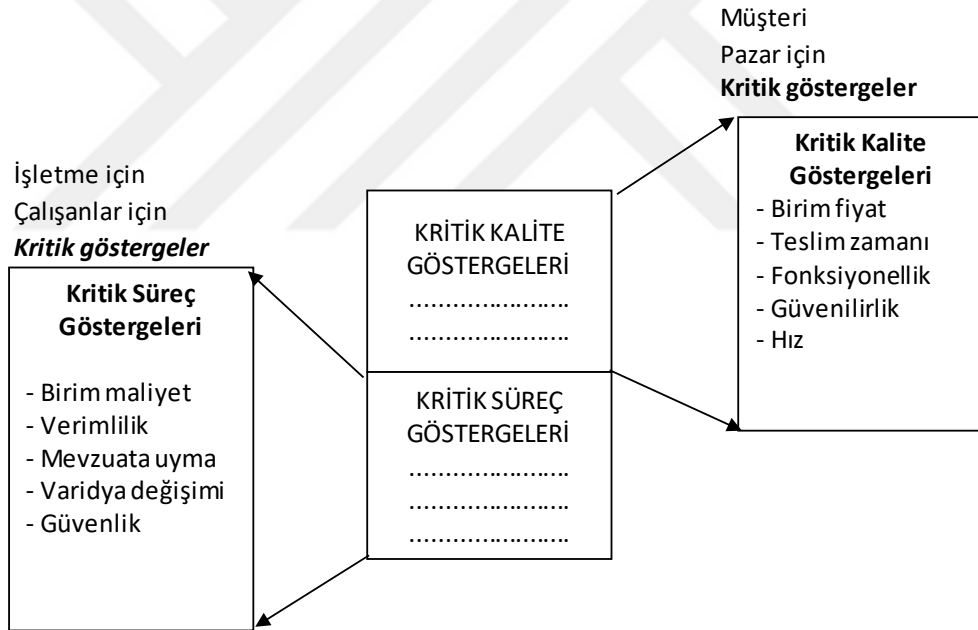 Müşteri
Pazar için
Kritik göstergeler
Kritik Kalite
Göstergeleri
- Birim fiyat
- Teslim zamanı
- Fonksiyonellik
- Güvenilirlik
- Hız
İşletme için
Çalışanlar için
Kritik göstergeler
Kritik Süreç
Göstergeleri
- Birim maliyet
- Verimlilik
- Mevzuata uyma
- Varidya değişimi
- Güvenlik
KRİTİK KALİTE
GÖSTERGELERİ
........................
........................
KRİTİK SÜREÇ
GÖSTERGELERİ
........................
........................
........................